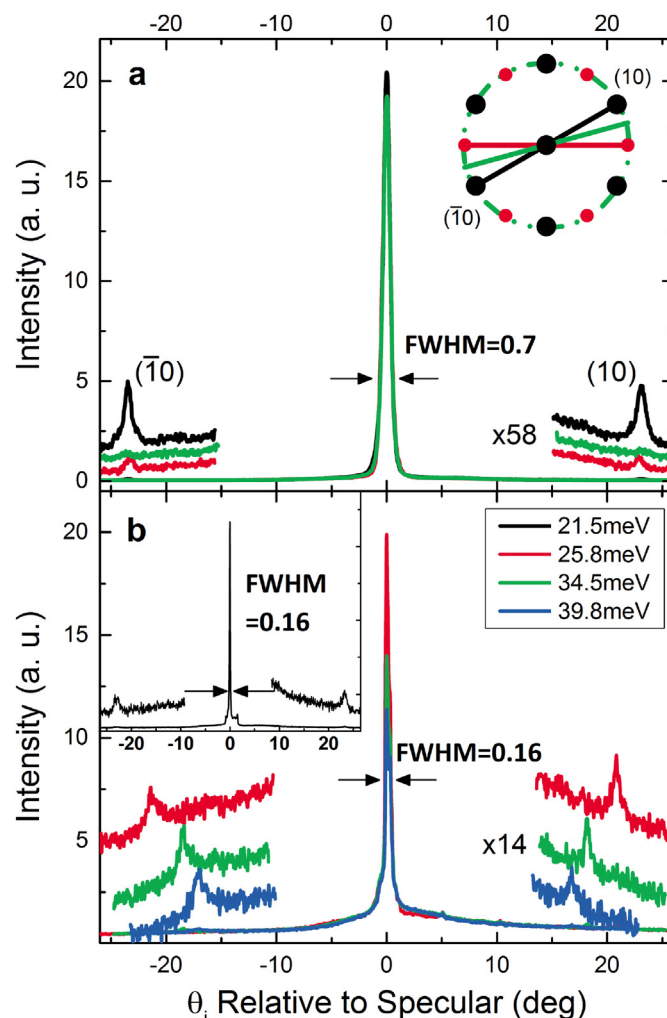 -20 -10 0 10 20
20
15
10
5
0
Intensity (a. u.)
a
(10)
(1̄0)
FWHM=0.7
(1̄0)
(10)
x58
b
20
15
10
5
Intensity (a. u.)
FWHM
=0.16
-20 -10 0 10 20
21.5meV
25.8meV
34.5meV
39.8meV
FWHM=0.16
x14
-20 -10 0 10 20
θᵢ Relative to Specular (deg)